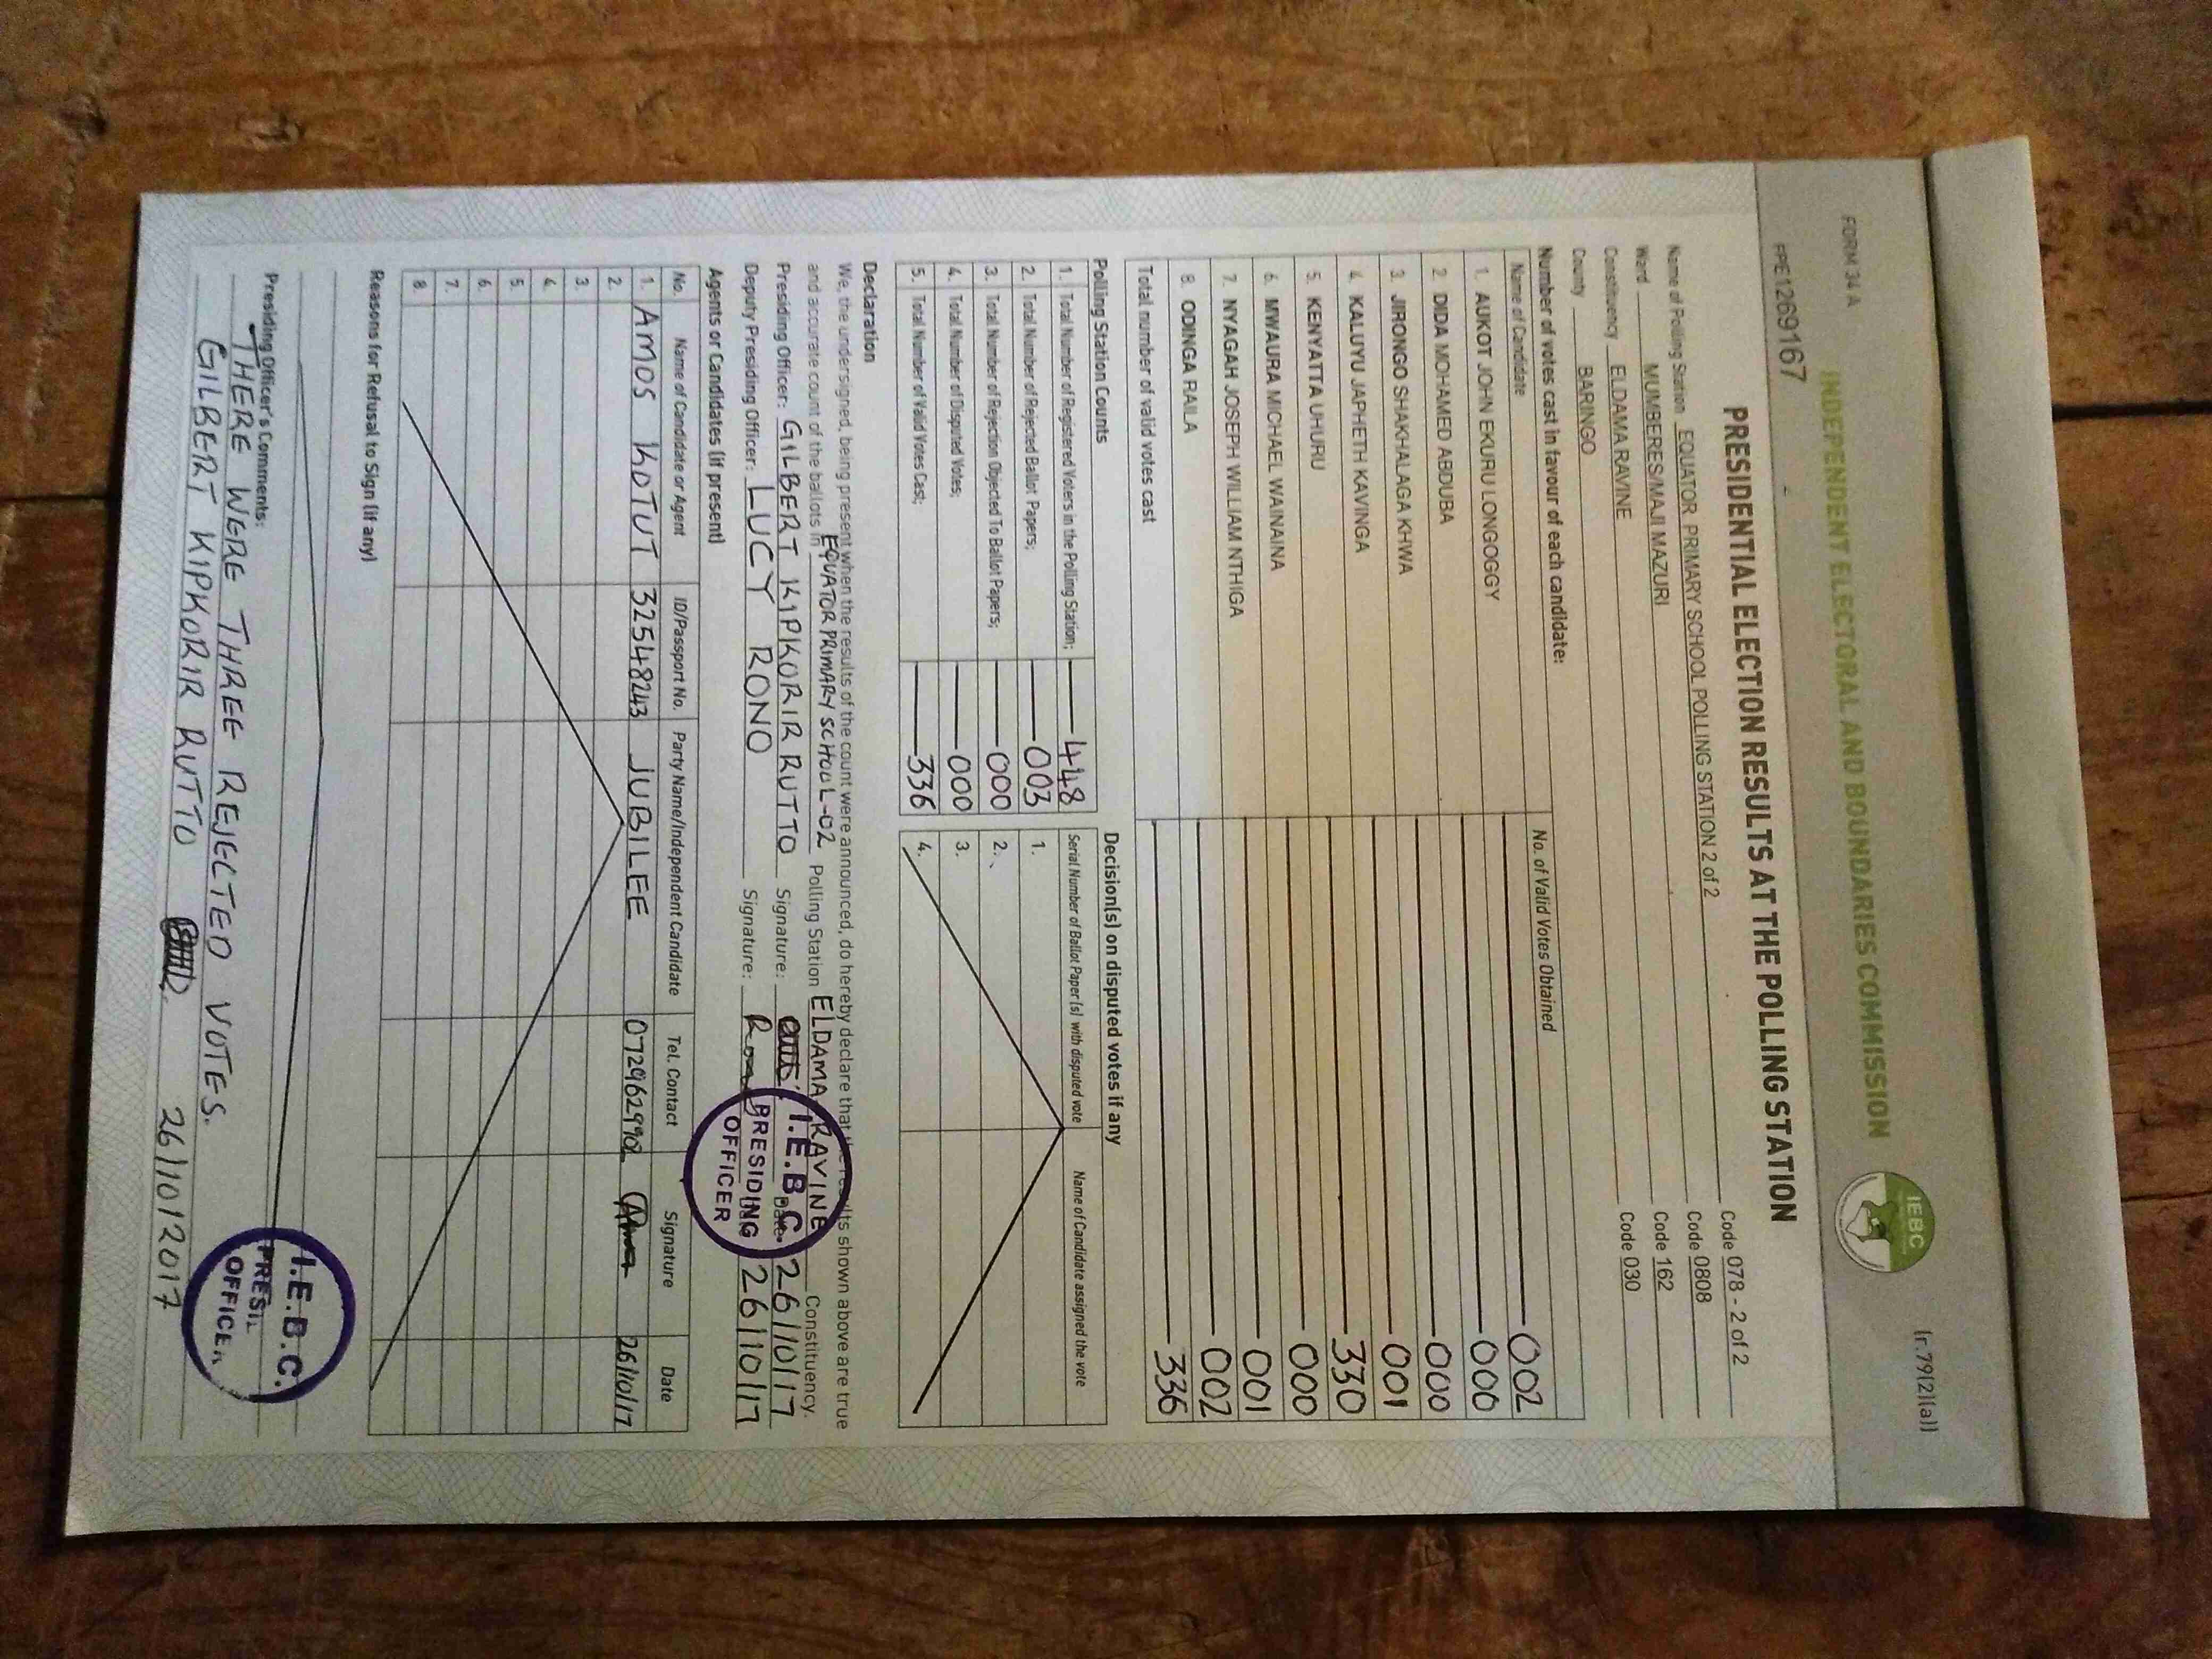 FORM 34 A
(r.79(2)(a))
INDEPENDENT ELECTORAL AND BOUNDARIES COMMISSION
IEBC
FPE1269167
PRESIDENTIAL ELECTION RESULTS AT THE POLLING STATION
Name of Polling Station EQUATOR PRIMARY SCHOOL POLLING STATION 2 of 2 Code 078 - 2 of 2
Ward MUMBERES/MAJI MAZURI Code 0808
Constituency ELDAMA RAVINE Code 162
County BARINGO Code 030
Number of votes cast in favour of each candidate:
Name of Candidate No. of Valid Votes Obtained
1. AUKOT JOHN EKURU LONGOGGY 002
2. DIDA MOHAMED ABDUBA 000
3. JIRONGO SHAKHALAGA KHWA 000
4. KALUYU JAPHETH KAVINGA 001
5. KENYATTA UHURU 330
6. MWAURA MICHAEL WAINAINA 000
7. NYAGAH JOSEPH WILLIAM NTHIGA 001
8. ODINGA RAILA 002
Total number of valid votes cast 336
Polling Station Counts
1. Total Number of Registered Voters in the Polling Station; 448
2. Total Number of Rejected Ballot Papers; 003
3. Total Number of Rejection Objected To Ballot Papers; 000
4. Total Number of Disputed Votes; 000
5. Total Number of Valid Votes Cast; 336
Decision(s) on disputed votes if any
Serial Number of Ballot Paper(s) with disputed vote Name of Candidate assigned the vote
1.
2.
3.
4.
Declaration
We, the undersigned, being present when the results of the count were announced, do hereby declare that the results shown above are true
and accurate count of the ballots in EQUATOR PRIMARY SCHOOL-02 Polling Station ELDAMA RAVINE Constituency.
Presiding Officer: GILBERT KIPKORIR RUTTO Signature: Date 26/10/17
Deputy Presiding Officer: LUCY RONO Signature: Rono Date 26/10/17
I.E.B.C
PRESIDING
OFFICER
Agents or Candidates (if present)
No. Name of Candidate or Agent ID/Passport No. Party Name/Independent Candidate Tel. Contact Signature Date
1. AMOS KOTUT 32548243 JUBILEE 0729629902 26/10/17
2.
3.
4.
5.
6.
7.
8.
Reasons for Refusal to Sign (if any)
Presiding Officer's Comments:
THERE WERE THREE REJECTED VOTES.
GILBERT KIPKORIR RUTTO 26/10/2017
I.E.B.C.
PRESI
OFFICER